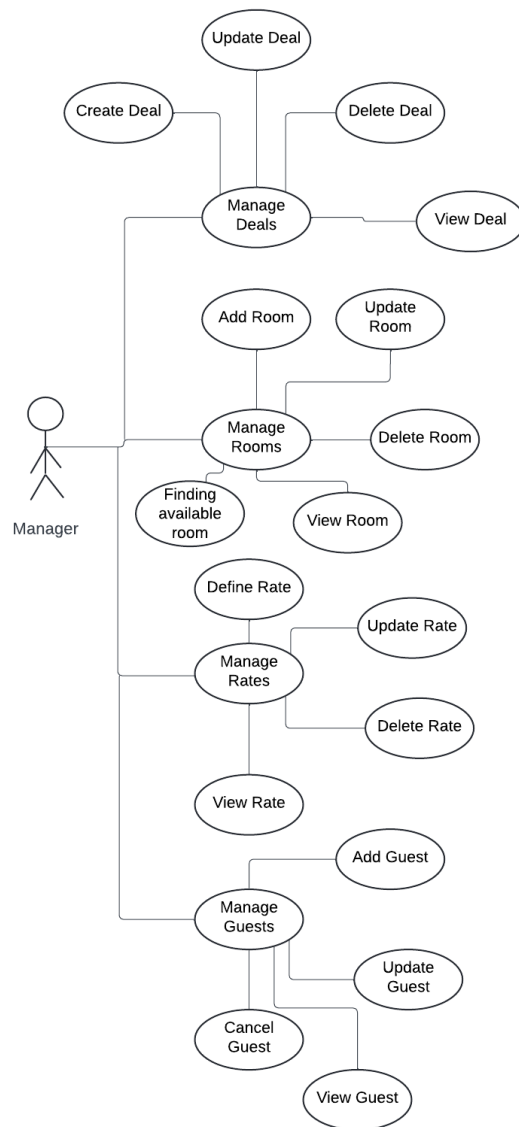 Update Deal
Create Deal
Delete Deal
Manage
Deals
View Deal
Add Room
Update
Room
Manage
Rooms
Delete Room
Finding
available
room
View Room
Manager
Define Rate
Update Rate
Manage
Rates
Delete Rate
View Rate
Add Guest
Manage
Guests
Update
Guest
Cancel
Guest
View Guest